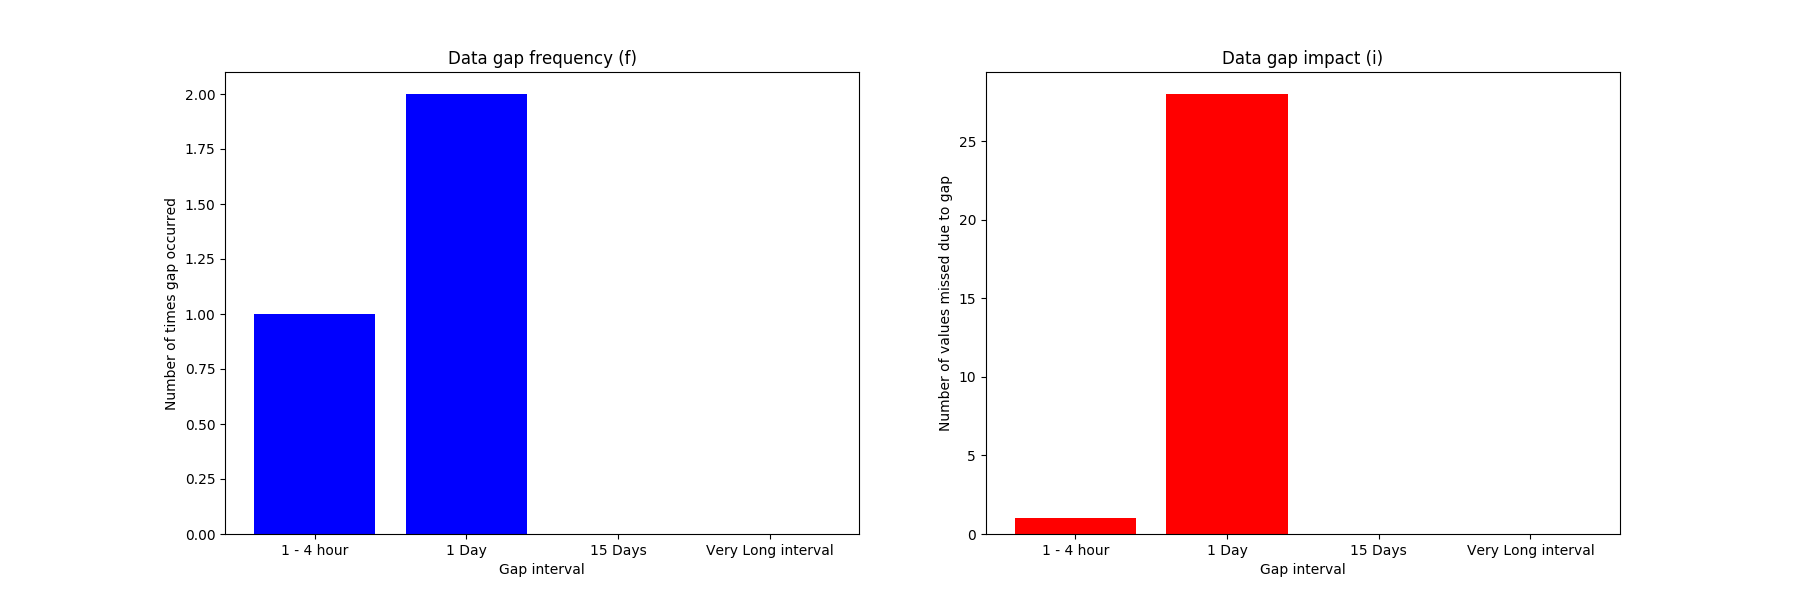 Data gap frequency (f)
Number of times gap occurred
2.00
1.75
1.50
1.25
1.00
0.75
0.50
0.25
0.00
1 - 4 hour 1 Day 15 Days Very Long interval
Gap interval
Data gap impact (i)
Number of values missed due to gap
25
20
15
10
5
0
1 - 4 hour 1 Day 15 Days Very Long interval
Gap interval